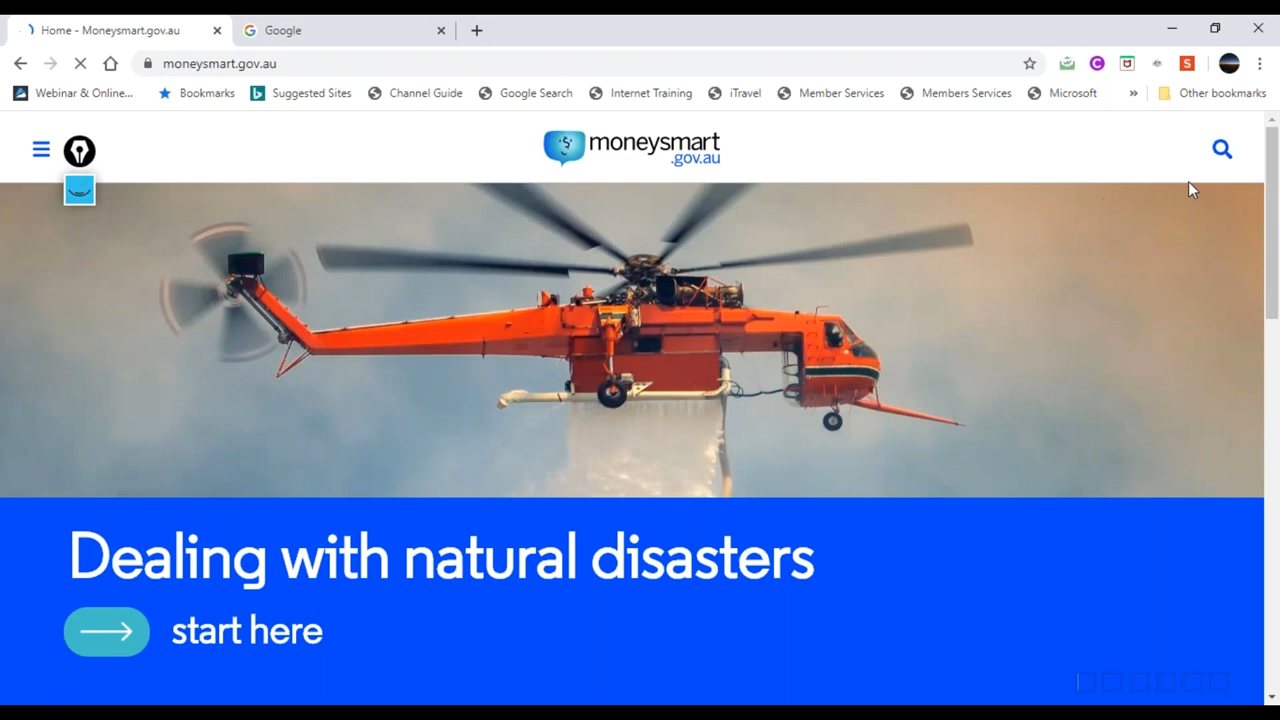 Home - Moneysmart.gov.au
Google
moneysmart.gov.au
Webinar & Online...
Bookmarks
Suggested Sites
Channel Guide
Google Search
Internet Training
iTravel
Member Services
Members Services
Microsoft
»
Other bookmarks
moneysmart
.gov.au
Dealing with natural disasters
start here